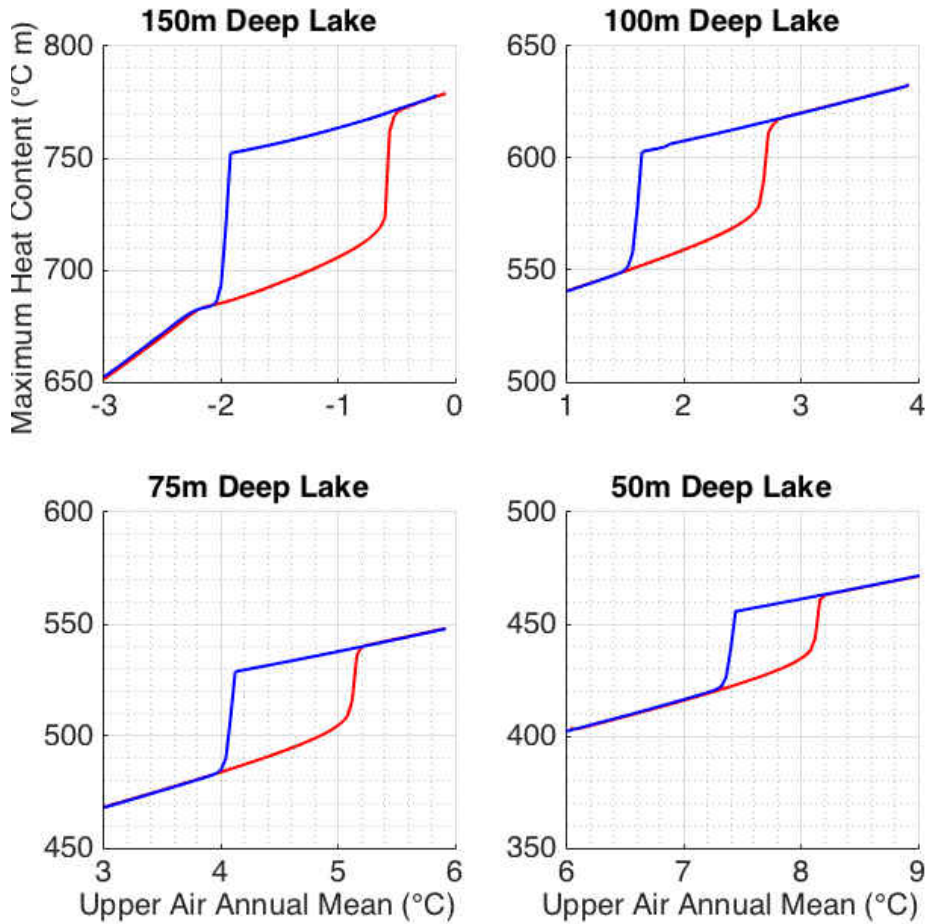 150m Deep Lake
Maximum Heat Content (°C m)
800
750
700
650
-3 -2 -1 0
100m Deep Lake
650
600
550
500
1 2 3 4
75m Deep Lake
600
550
500
450
3 4 5 6
Upper Air Annual Mean (°C)
50m Deep Lake
500
450
400
350
6 7 8 9
Upper Air Annual Mean (°C)